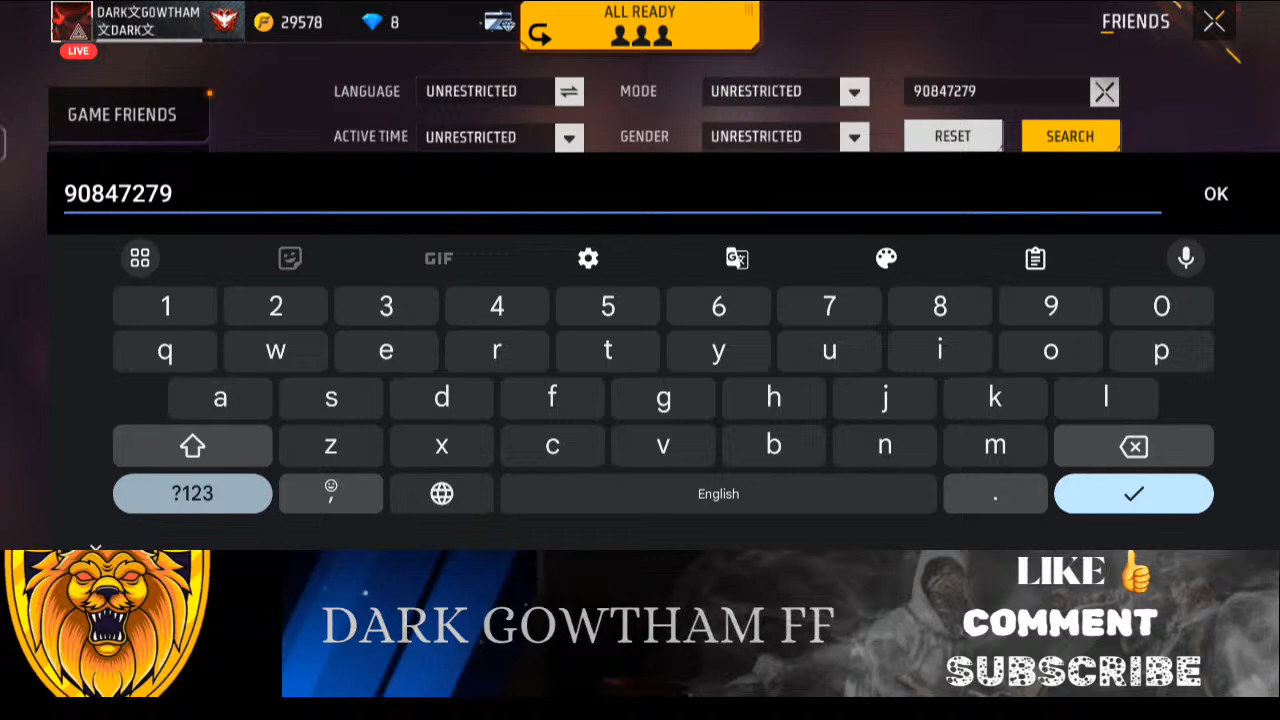 DARK文GOWTHAM
文DARK文
LIVE
29578
8
ALL READY
FRIENDS
GAME FRIENDS
LANGUAGE UNRESTRICTED MODE UNRESTRICTED 90847279
ACTIVE TIME UNRESTRICTED GENDER UNRESTRICTED RESET SEARCH
90847279 OK
GIF
1 2 3 4 5 6 7 8 9 0
q w e r t y u i o p
a s d f g h j k l
z x c v b n m
?123 , English .
DARK GOWTHAM FF
LIKE 👍
COMMENT
SUBSCRIBE